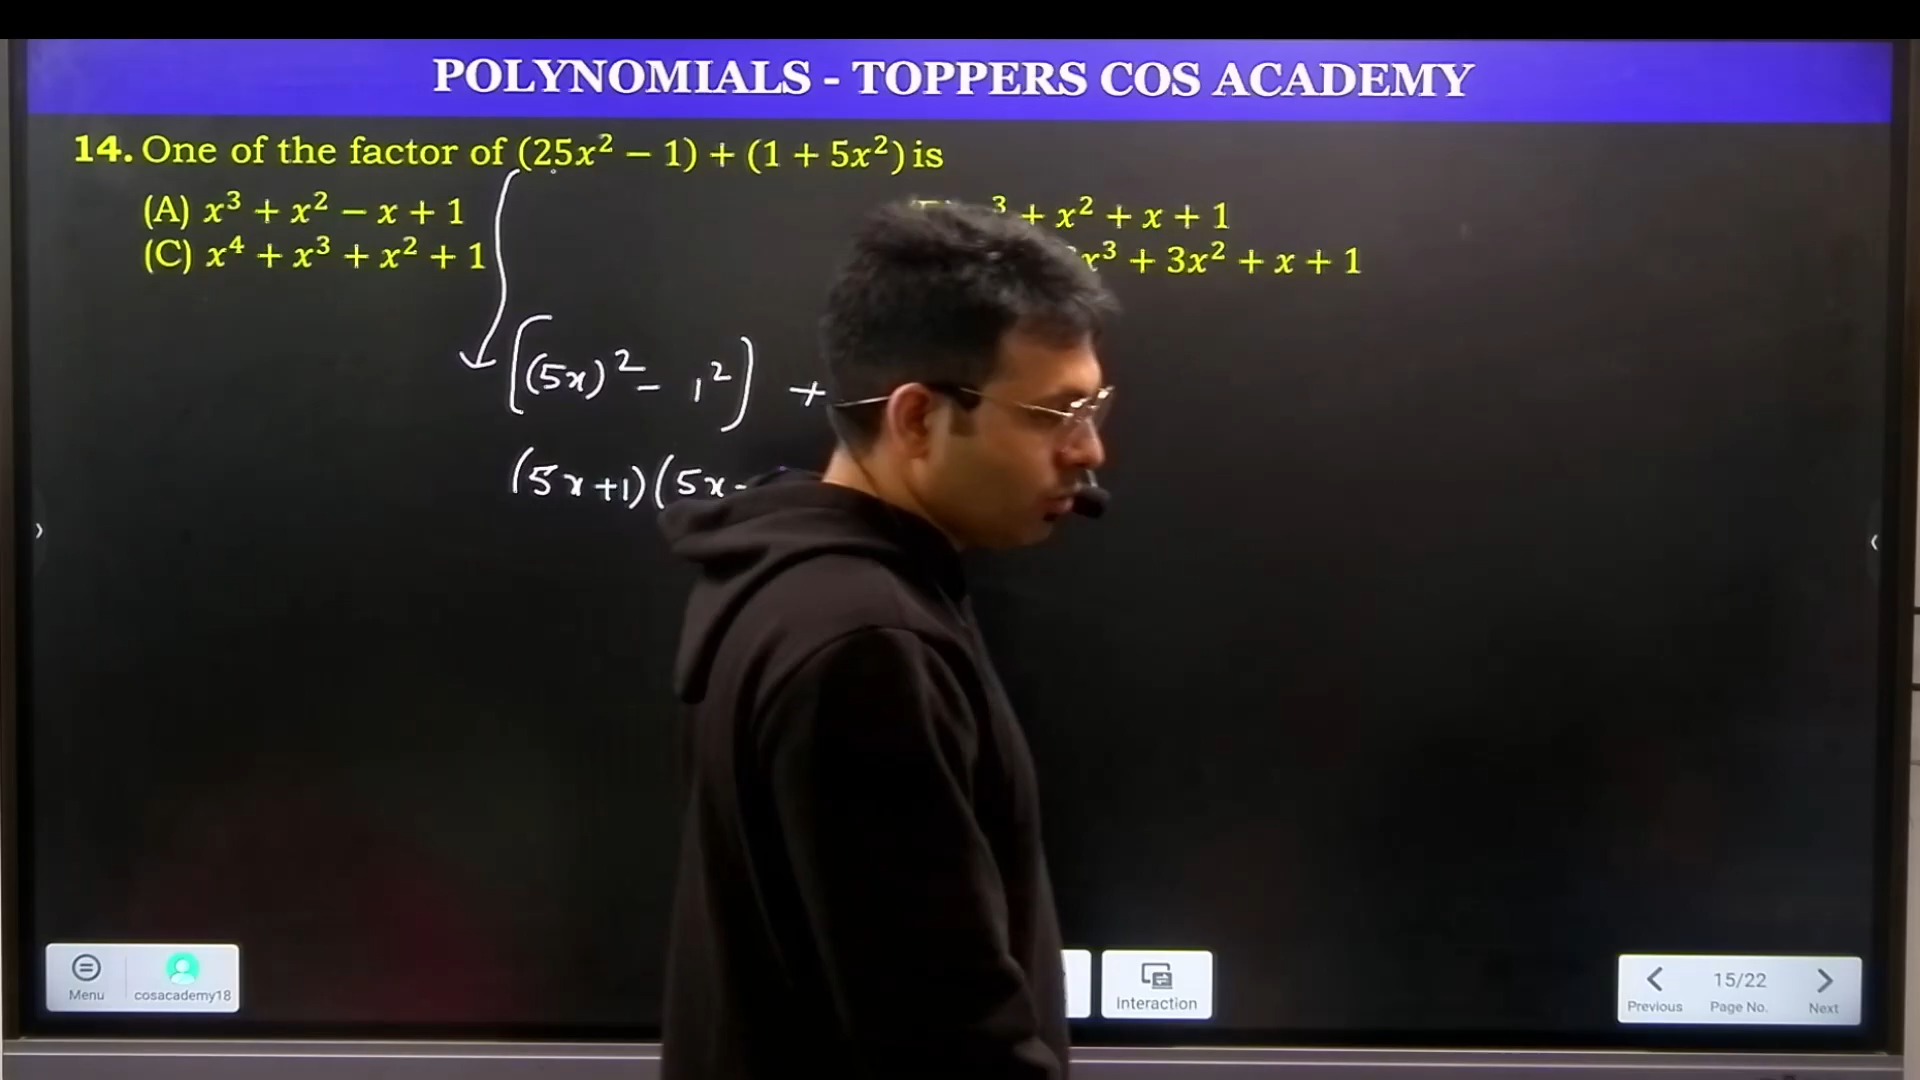 POLYNOMIALS - TOPPERS COS ACADEMY
14. One of the factor of (25x² − 1) + (1 + 5x²) is
(A) x³ + x² − x + 1
³ + x² + x + 1
(C) x⁴ + x³ + x² + 1
x³ + 3x² + x + 1
[(5x)² - 1²] +
(5x+1)(5x-
Menu
cosacademy18
Interaction
Previous
15/22
Page No.
Next